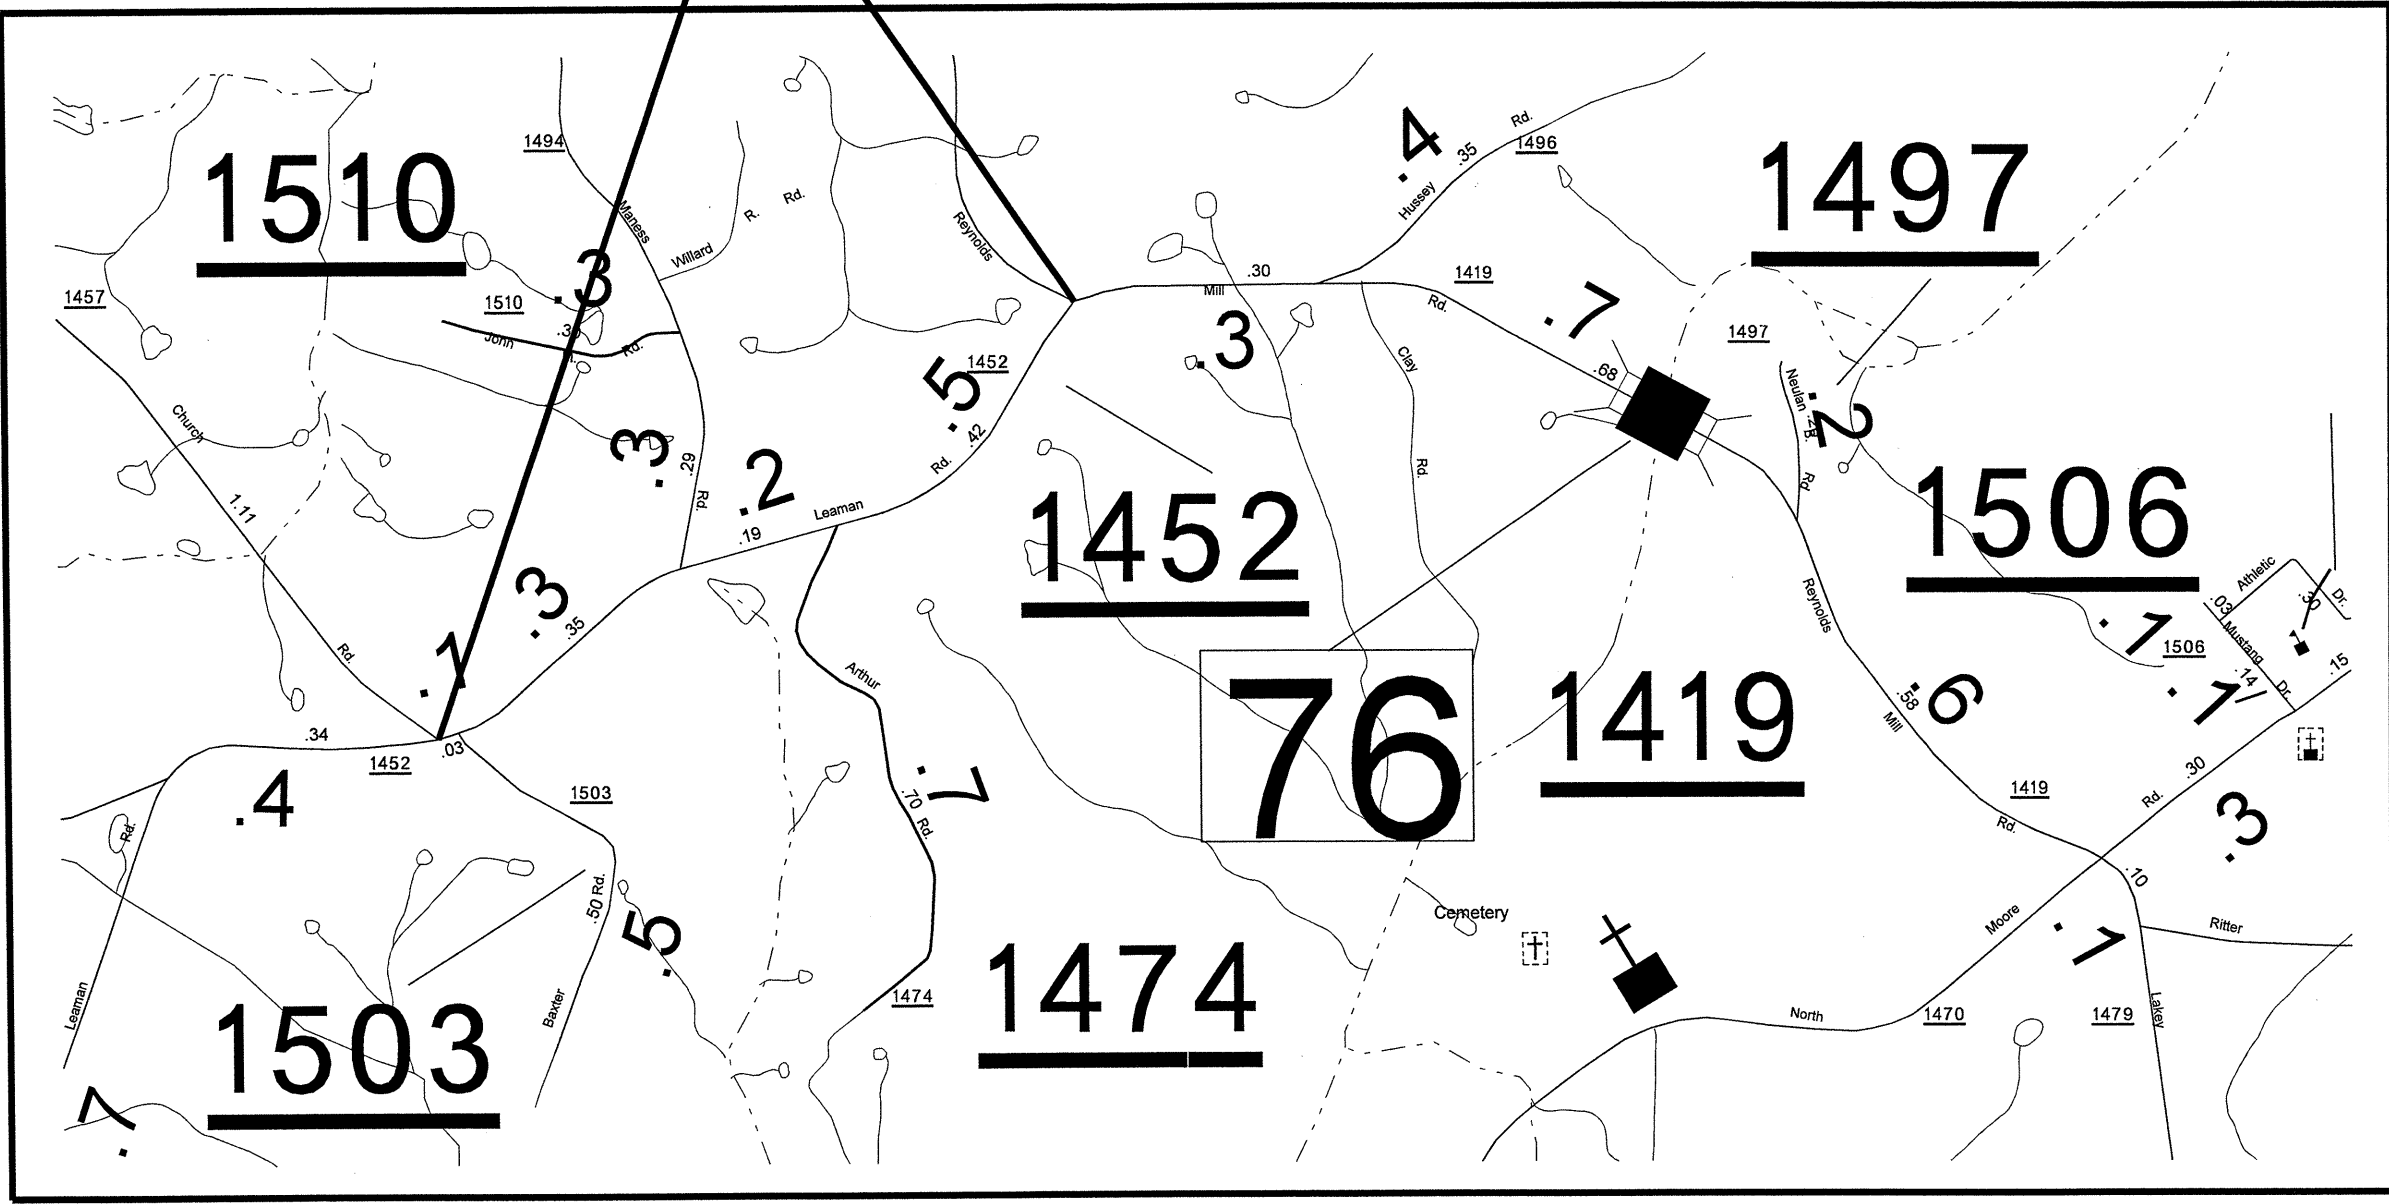 1494
.4
.35
Rd.
1496
1510
1497
Maness
R.
Rd.
Hussey
Reynolds
Willard
.3
1457
1510
.30
1419
Mill
Rd.
.7
John
Rd.
.3
1497
.68
Clay
1452
.5
Neulan
B.
Rd.
.2
Church
.3
.29
Rd.
.42
Rd.
Rd.
1.11
.2
.19
Leaman
1452
1506
.3
.35
Athletic
Dr.
.03
.30
Mustang
Dr.
.1
1506
.14
.15
.1
Reynolds
Rd.
.1
Arthur
76
1419
.58
.6
Mill
.34
1452
.03
.4
1503
.7
.70
Rd.
1419
Rd.
.30
Rd.
.3
Rd.
.50 Rd.
.5
.10
Cemetery
Moore
.1
Ritter
Leaman
Baxter
1503
1474
1474
North
1470
1479
Lakey
.7